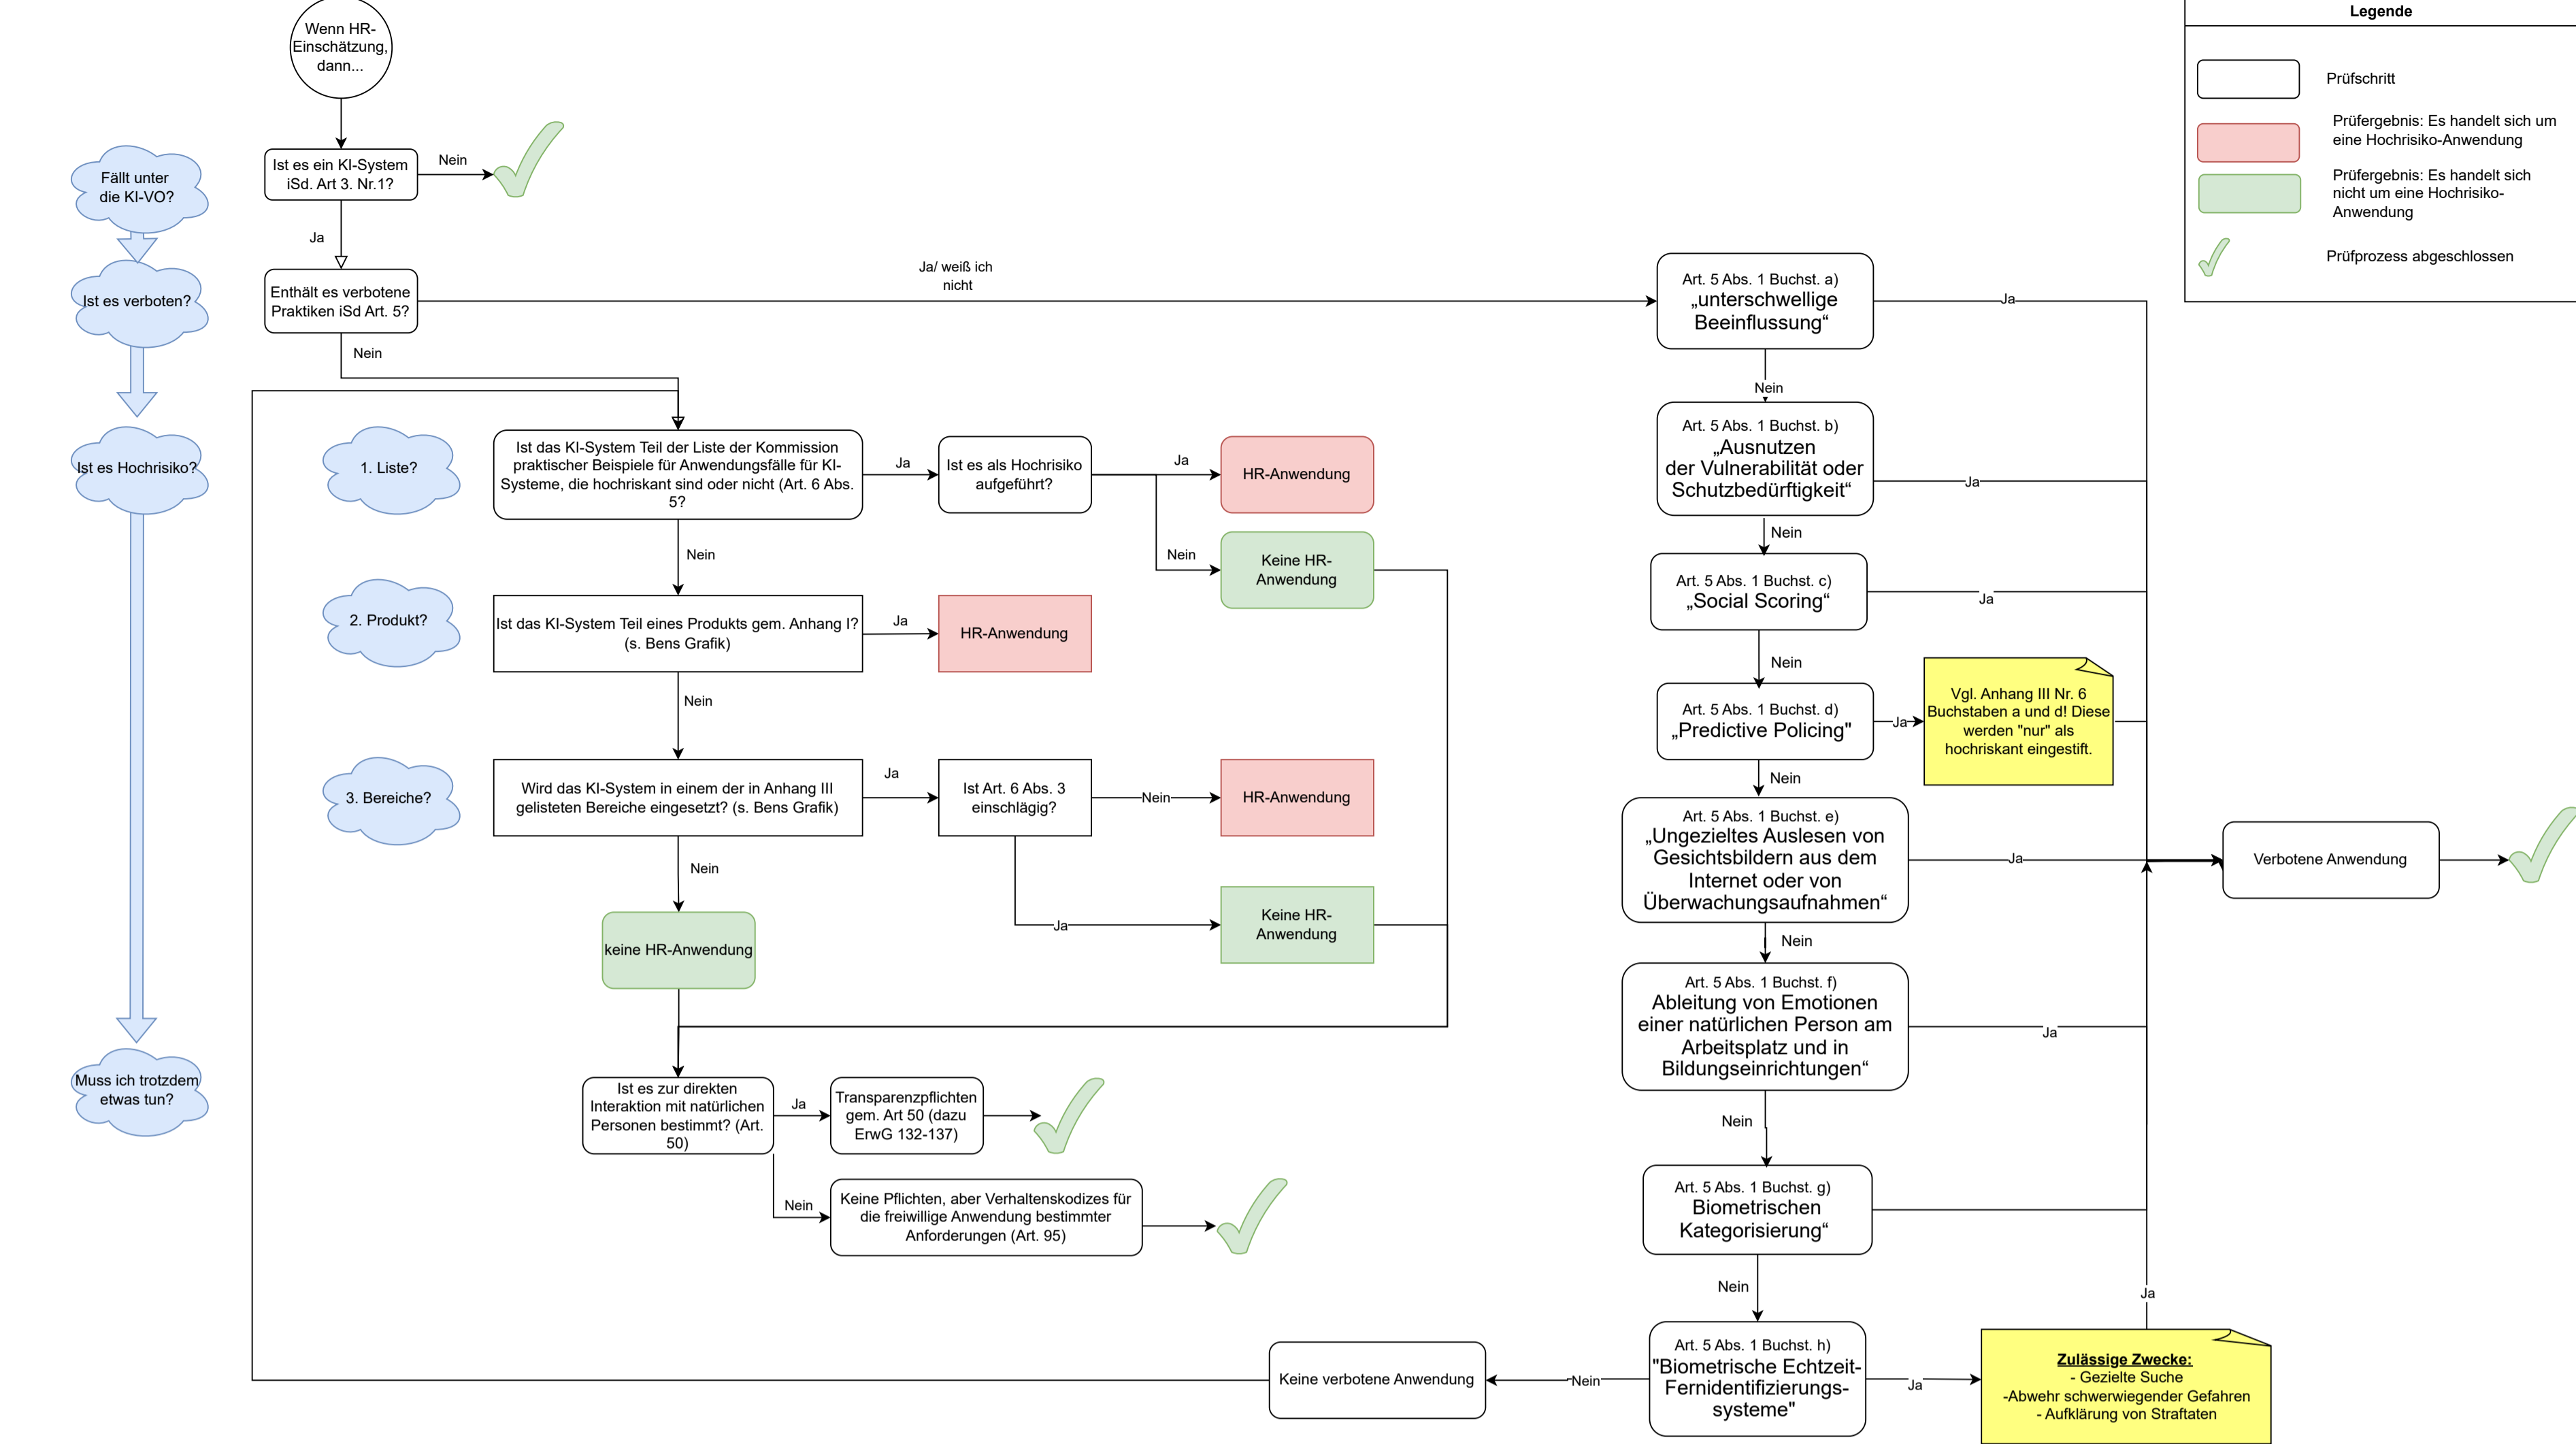 Wenn HR-
Einschätzung,
dann...
Legende
Prüfschritt
Prüfergebnis: Es handelt sich um
eine Hochrisiko-Anwendung
Prüfergebnis: Es handelt sich
nicht um eine Hochrisiko-
Anwendung
Prüfprozess abgeschlossen
Fällt unter
die KI-VO?
Ist es ein KI-System
iSd. Art 3. Nr.1?
Nein
Ja
Ist es verboten?
Enthält es verbotene
Praktiken iSd Art. 5?
Ja/ weiß ich
nicht
Nein
Ist es Hochrisiko?
1. Liste?
Ist das KI-System Teil der Liste der Kommission
praktischer Beispiele für Anwendungsfälle für KI-
Systeme, die hochriskant sind oder nicht (Art. 6 Abs.
5?
Ja
Ist es als Hochrisiko
aufgeführt?
Ja
HR-Anwendung
Nein
Keine HR-
Anwendung
Nein
2. Produkt?
Ist das KI-System Teil eines Produkts gem. Anhang I?
(s. Bens Grafik)
Ja
HR-Anwendung
Nein
3. Bereiche?
Wird das KI-System in einem der in Anhang III
gelisteten Bereiche eingesetzt? (s. Bens Grafik)
Ja
Ist Art. 6 Abs. 3
einschlägig?
Nein
HR-Anwendung
Ja
Keine HR-
Anwendung
Nein
keine HR-Anwendung
Muss ich trotzdem
etwas tun?
Ist es zur direkten
Interaktion mit natürlichen
Personen bestimmt? (Art.
50)
Ja
Transparenzpflichten
gem. Art 50 (dazu
ErwG 132-137)
Nein
Keine Pflichten, aber Verhaltenskodizes für
die freiwillige Anwendung bestimmter
Anforderungen (Art. 95)
Art. 5 Abs. 1 Buchst. a)
„unterschwellige
Beeinflussung“
Ja
Nein
Art. 5 Abs. 1 Buchst. b)
„Ausnutzen
der Vulnerabilität oder
Schutzbedürftigkeit“
Ja
Nein
Art. 5 Abs. 1 Buchst. c)
„Social Scoring“
Ja
Nein
Art. 5 Abs. 1 Buchst. d)
„Predictive Policing"
Ja
Vgl. Anhang III Nr. 6
Buchstaben a und d! Diese
werden "nur" als
hochriskant eingestift.
Nein
Art. 5 Abs. 1 Buchst. e)
„Ungezieltes Auslesen von
Gesichtsbildern aus dem
Internet oder von
Überwachungsaufnahmen“
Ja
Verbotene Anwendung
Nein
Art. 5 Abs. 1 Buchst. f)
Ableitung von Emotionen
einer natürlichen Person am
Arbeitsplatz und in
Bildungseinrichtungen“
Ja
Nein
Art. 5 Abs. 1 Buchst. g)
Biometrischen
Kategorisierung“
Nein
Ja
Art. 5 Abs. 1 Buchst. h)
"Biometrische Echtzeit-
Fernidentifizierungs-
systeme"
Nein
Keine verbotene Anwendung
Ja
Zulässige Zwecke:
- Gezielte Suche
-Abwehr schwerwiegender Gefahren
- Aufklärung von Straftaten